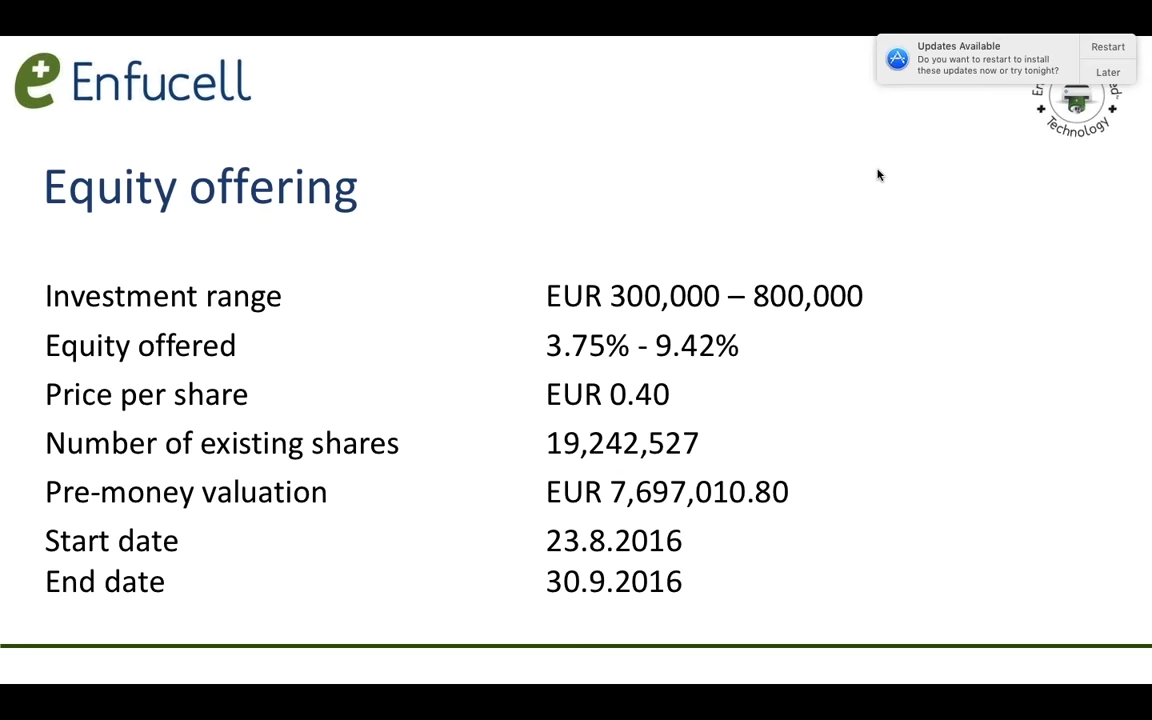 Enfucell
Updates Available
Do you want to restart to install
these updates now or try tonight?
Restart
Later
Technology
Equity offering
Investment range EUR 300,000 – 800,000
Equity offered 3.75% - 9.42%
Price per share EUR 0.40
Number of existing shares 19,242,527
Pre-money valuation EUR 7,697,010.80
Start date 23.8.2016
End date 30.9.2016